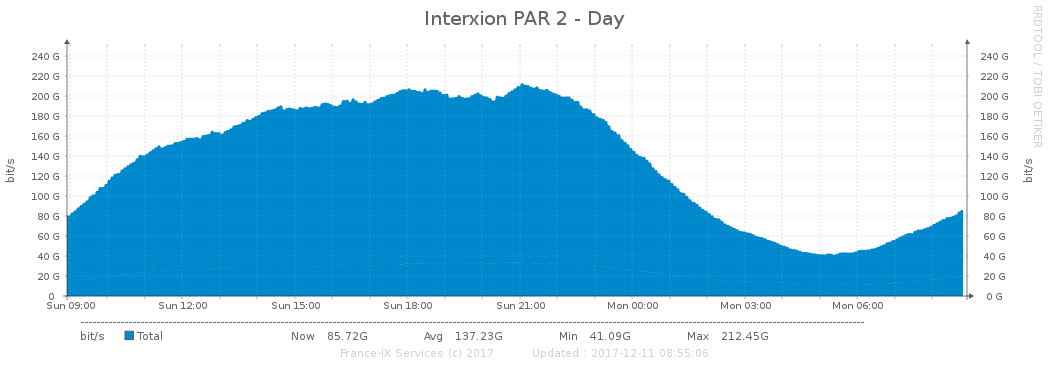 Interxion PAR 2 - Day
RRDTOOL / TOBI OETIKER
240 G 240 G
220 G 220 G
200 G 200 G
180 G 180 G
160 G 160 G
140 G 140 G
120 G 120 G
100 G 100 G
80 G 80 G
60 G 60 G
40 G 40 G
20 G 20 G
0 0 G
bit/s
bit/s
Sun 09:00 Sun 12:00 Sun 15:00 Sun 18:00 Sun 21:00 Mon 00:00 Mon 03:00 Mon 06:00
bit/s Total Now 85.72G Avg 137.23G Min 41.09G Max 212.45G
France-IX Services (c) 2017 Updated : 2017-12-11 08:55:06